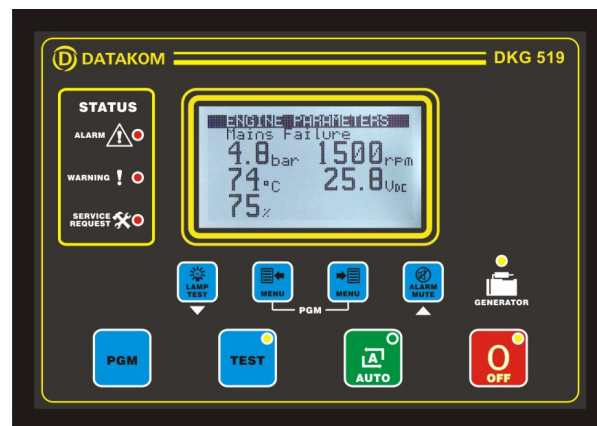 DATAKOM
DKG 519
STATUS
ALARM
WARNING !
SERVICE
REQUEST
ENGINE PARAMETERS
Mains Failure
4.8bar 1500rpm
74°C 25.8VDC
75%
LAMP
TEST
MENU
MENU
PGM
ALARM
MUTE
GENERATOR
PGM
TEST
A
AUTO
0
OFF